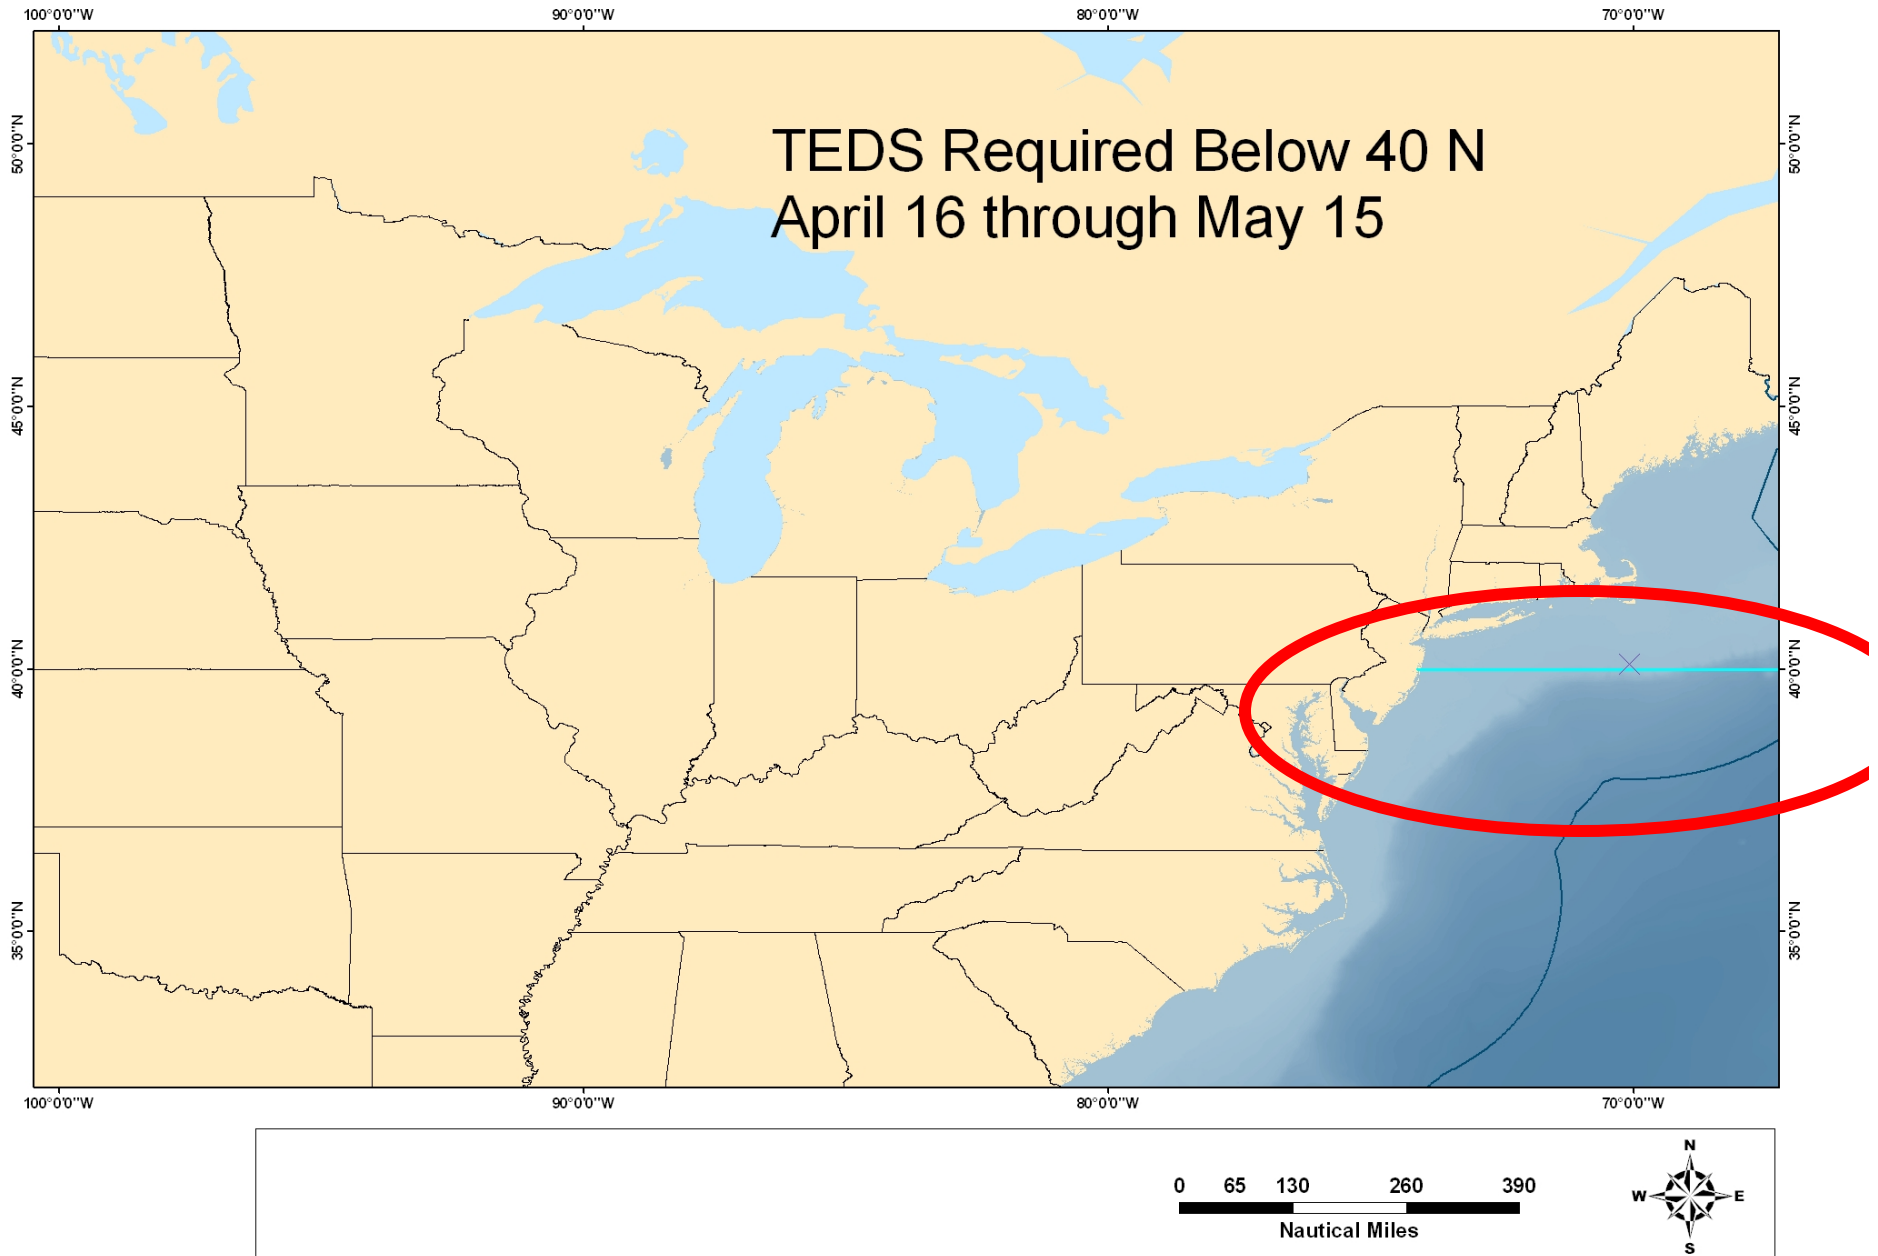 100°0'0"W 90°0'0"W 80°0'0"W 70°0'0"W
TEDS Required Below 40 N
April 16 through May 15
50°0'0"N 50°0'0"N
45°0'0"N 45°0'0"N
40°0'0"N 40°0'0"N
35°0'0"N 35°0'0"N
100°0'0"W 90°0'0"W 80°0'0"W 70°0'0"W
0 65 130 260 390
Nautical Miles
N
W E
S